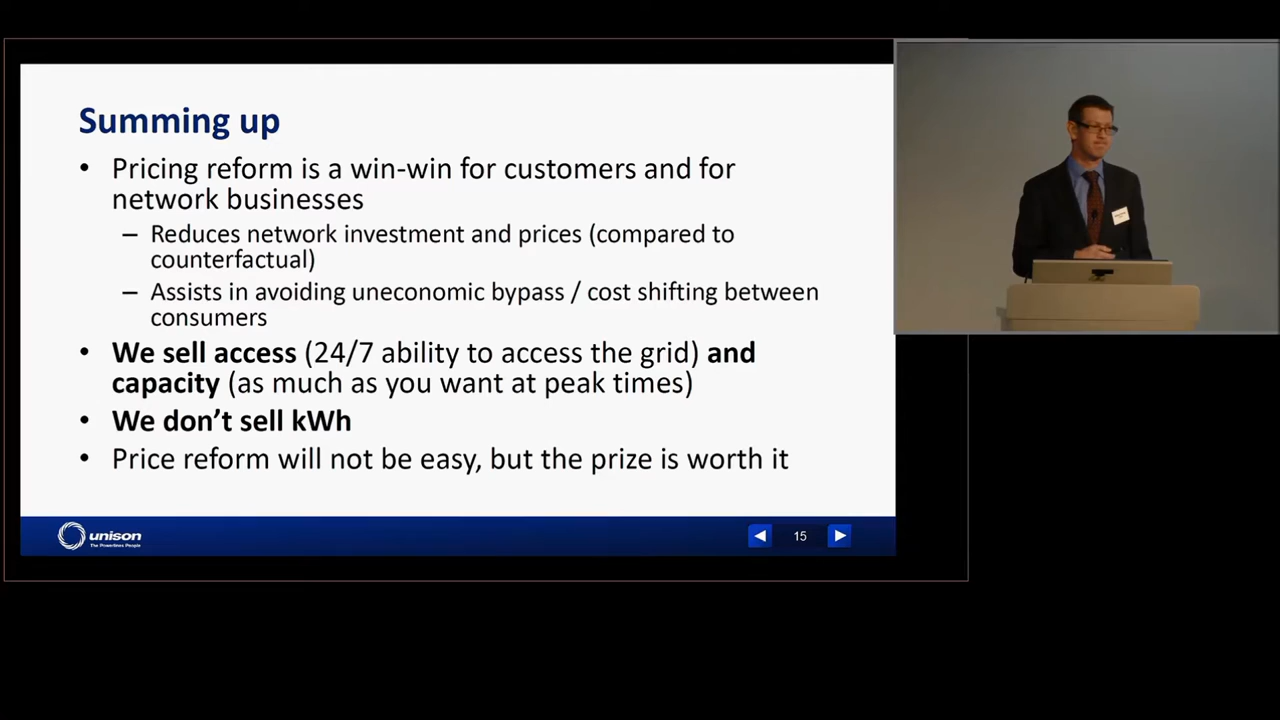 Summing up
• Pricing reform is a win-win for customers and for
network businesses
– Reduces network investment and prices (compared to
counterfactual)
– Assists in avoiding uneconomic bypass / cost shifting between
consumers
• We sell access (24/7 ability to access the grid) and
capacity (as much as you want at peak times)
• We don’t sell kWh
• Price reform will not be easy, but the prize is worth it
unison
The Powerlines People
15